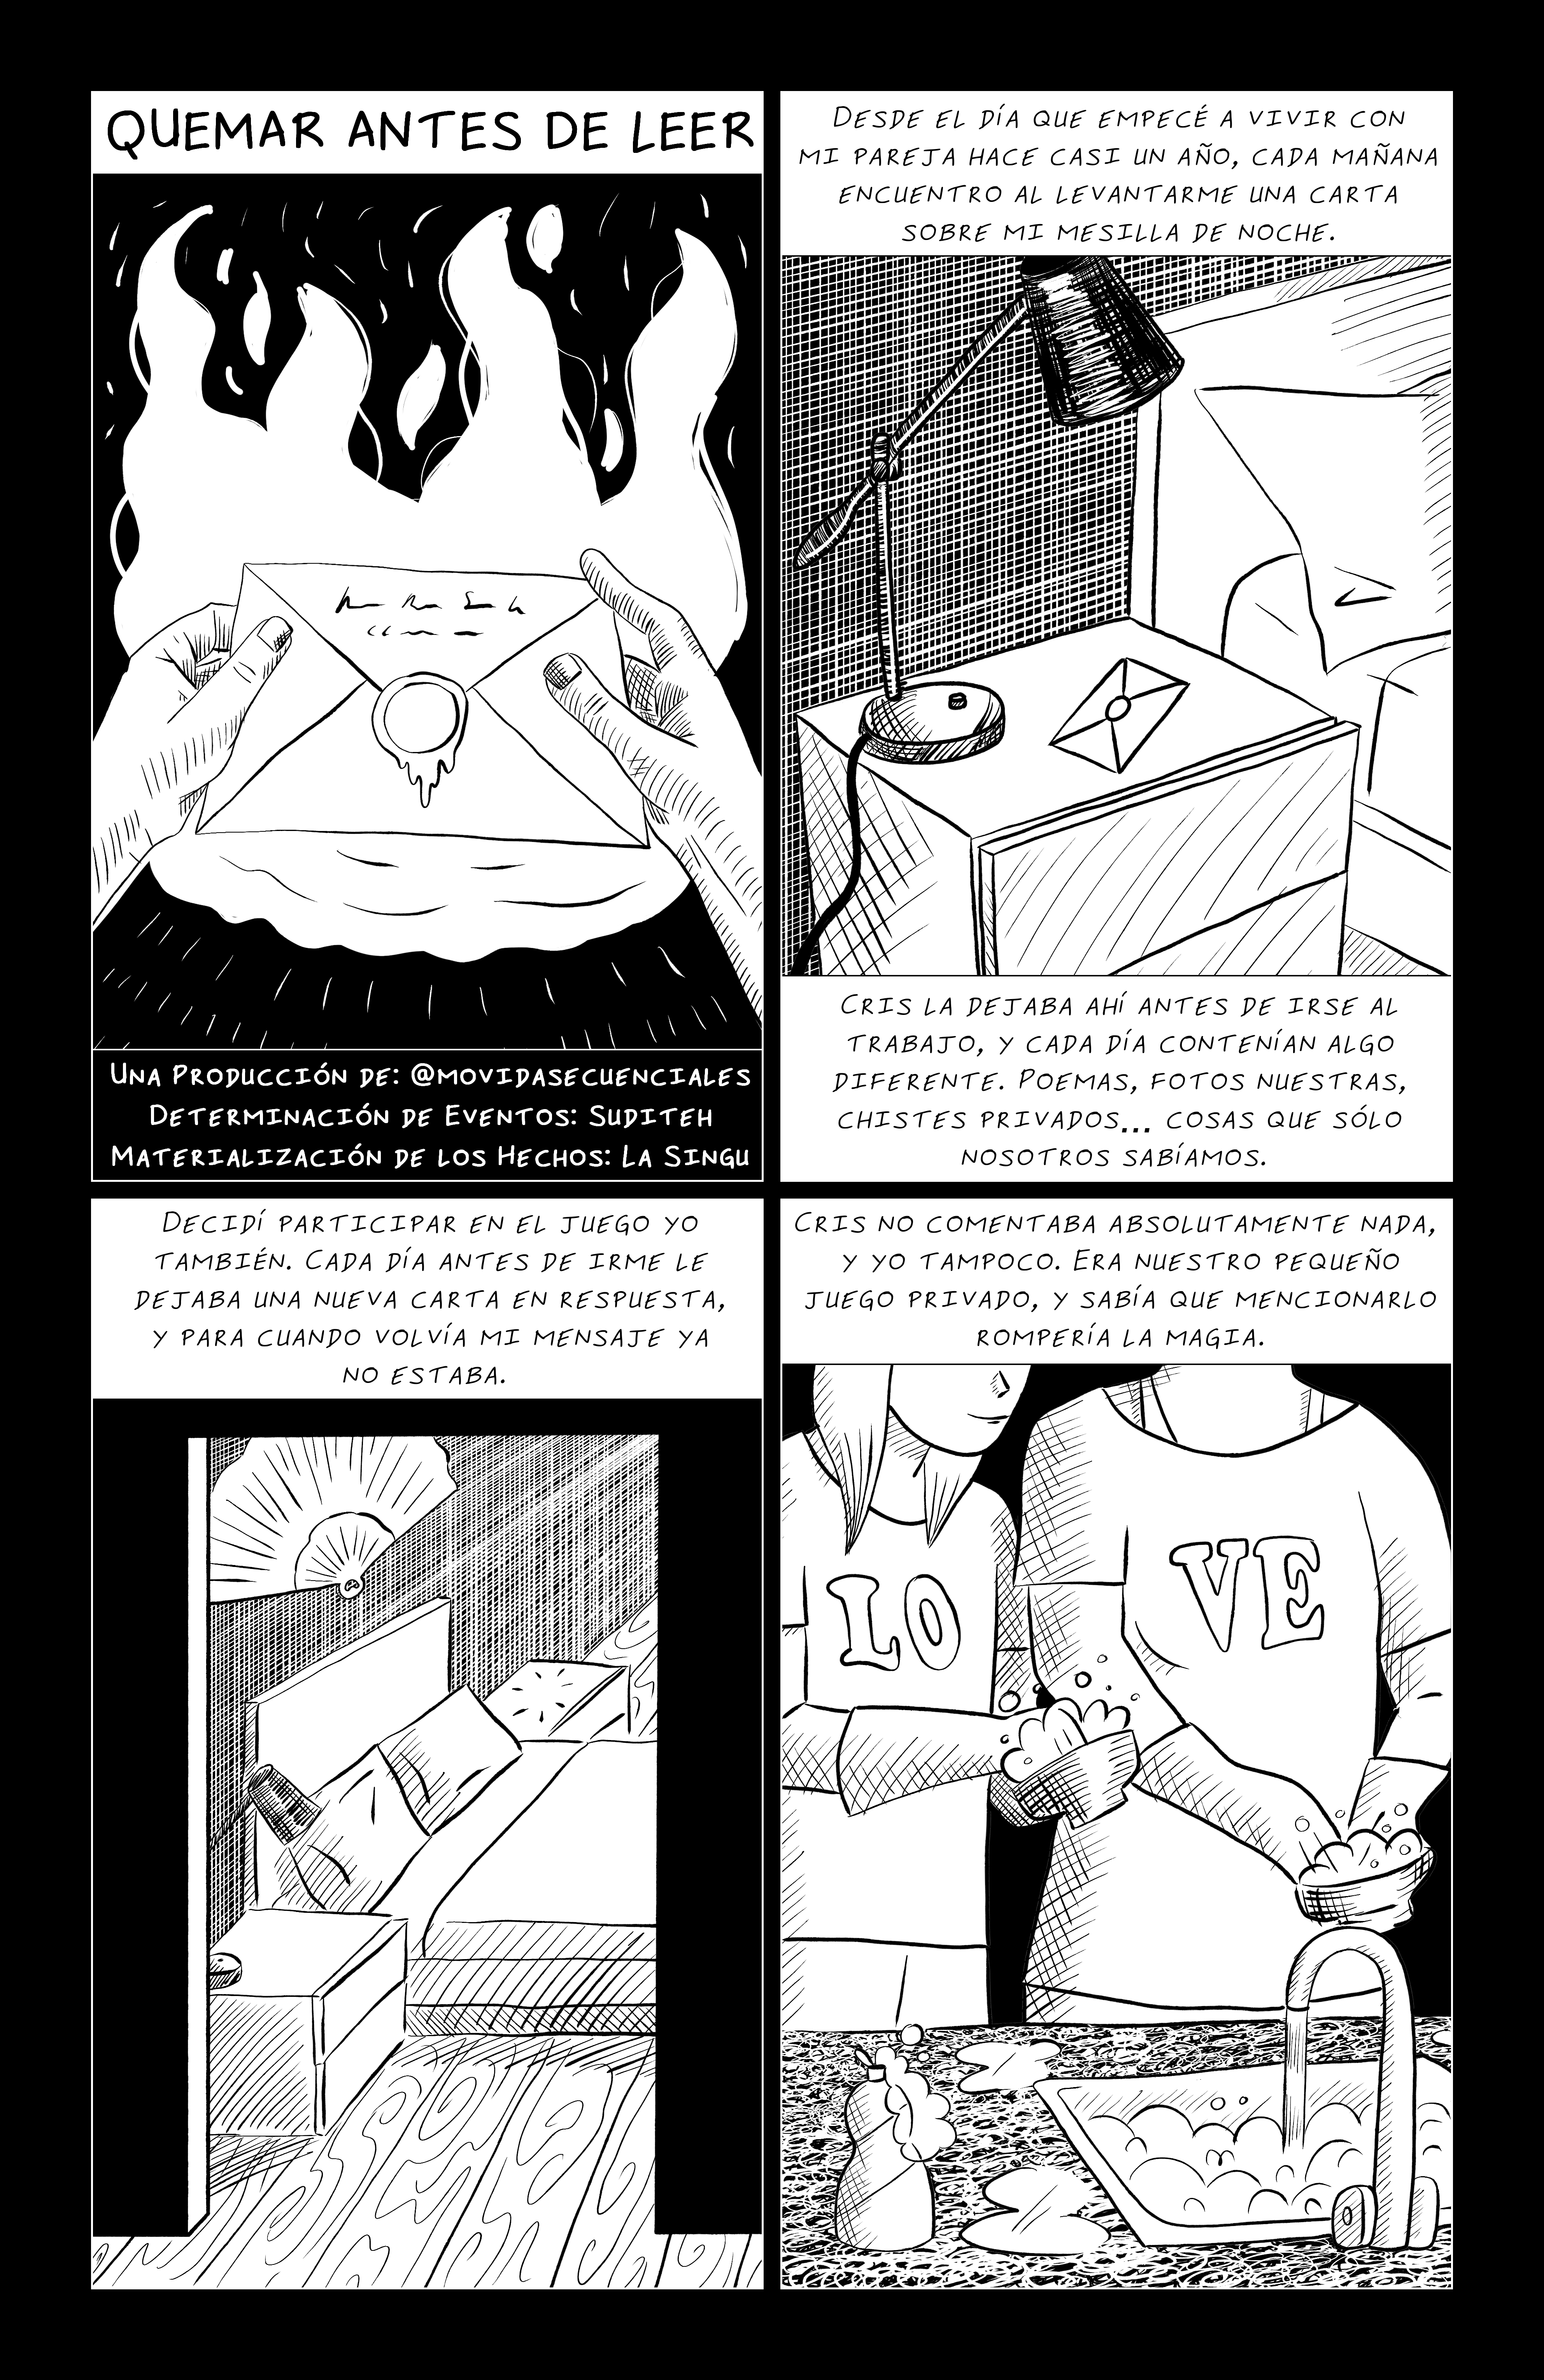 QUEMAR ANTES DE LEER
UNA PRODUCCIÓN DE: @MOVIDASECUENCIALES
DETERMINACIÓN DE EVENTOS: SUDITEH
MATERIALIZACIÓN DE LOS HECHOS: LA SINGU
DESDE EL DÍA QUE EMPECÉ A VIVIR CON
MI PAREJA HACE CASI UN AÑO, CADA MAÑANA
ENCUENTRO AL LEVANTARME UNA CARTA
SOBRE MI MESILLA DE NOCHE.
CRIS LA DEJABA AHÍ ANTES DE IRSE AL
TRABAJO, Y CADA DÍA CONTENÍAN ALGO
DIFERENTE. POEMAS, FOTOS NUESTRAS,
CHISTES PRIVADOS... COSAS QUE SÓLO
NOSOTROS SABÍAMOS.
DECIDÍ PARTICIPAR EN EL JUEGO YO
TAMBIÉN. CADA DÍA ANTES DE IRME LE
DEJABA UNA NUEVA CARTA EN RESPUESTA,
Y PARA CUANDO VOLVÍA MI MENSAJE YA
NO ESTABA.
CRIS NO COMENTABA ABSOLUTAMENTE NADA,
Y YO TAMPOCO. ERA NUESTRO PEQUEÑO
JUEGO PRIVADO, Y SABÍA QUE MENCIONARLO
ROMPERÍA LA MAGIA.
LO VE